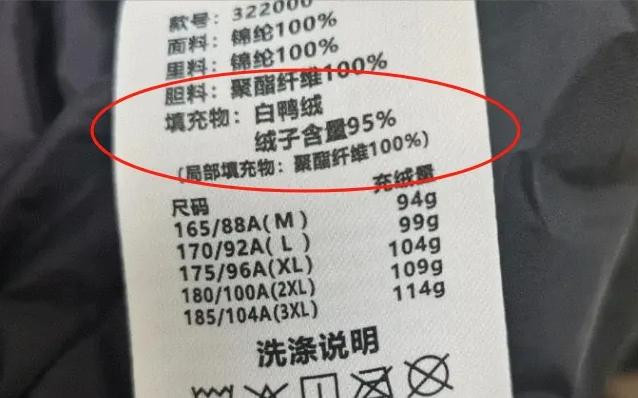 款号：322000
面料：锦纶100%
里料：锦纶100%
胆料：聚酯纤维100%
填充物：白鸭绒
绒子含量95%
(局部填充物：聚酯纤维100%)
尺码 充绒量
165/88A(M) 94g
170/92A(L) 99g
175/96A(XL) 104g
180/100A(2XL) 109g
185/104A(3XL) 114g
洗涤说明